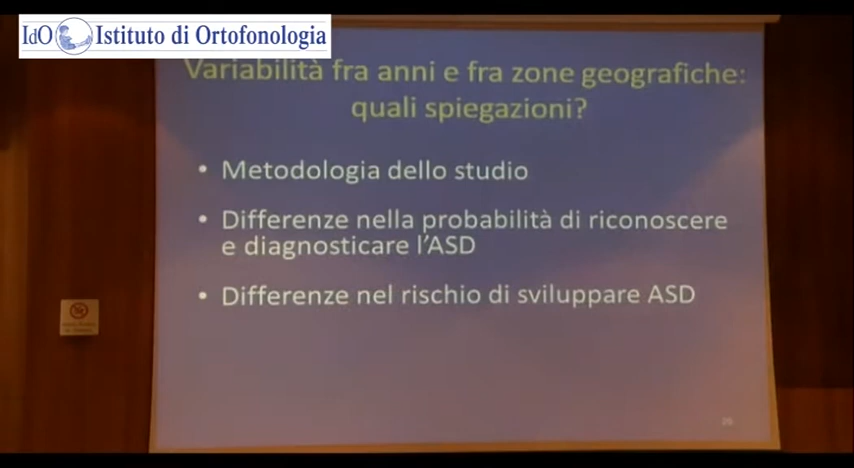 IdO Istituto di Ortofonologia
Variabilità fra anni e fra zone geografiche:
quali spiegazioni?
• Metodologia dello studio
• Differenze nella probabilità di riconoscere
e diagnosticare l'ASD
• Differenze nel rischio di sviluppare ASD